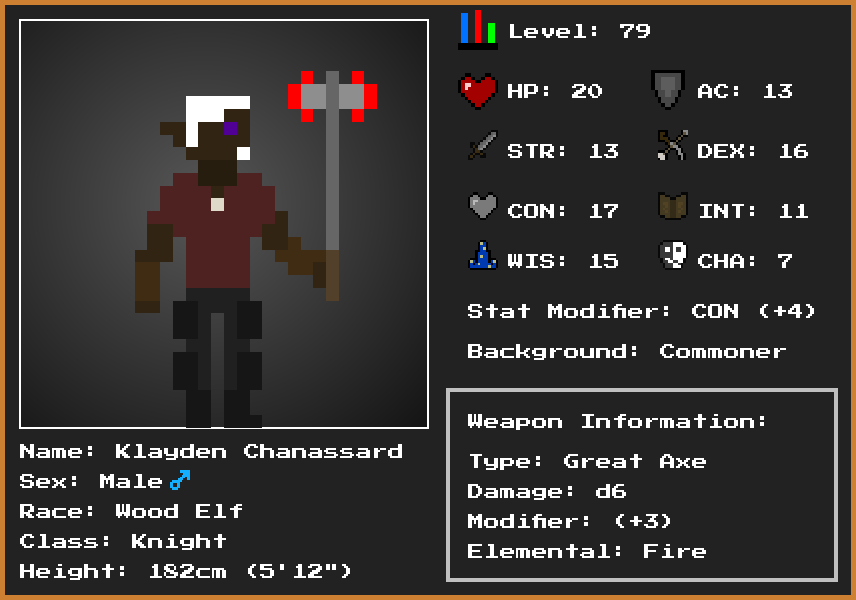 Level: 79
HP: 20
AC: 13
STR: 13
DEX: 16
CON: 17
INT: 11
WIS: 15
CHA: 7
Stat Modifier: CON (+4)
Background: Commoner
Weapon Information:
Type: Great Axe
Damage: d6
Modifier: (+3)
Elemental: Fire
Name: Klayden Chanassard
Sex: Male♂
Race: Wood Elf
Class: Knight
Height: 182cm (5'12")